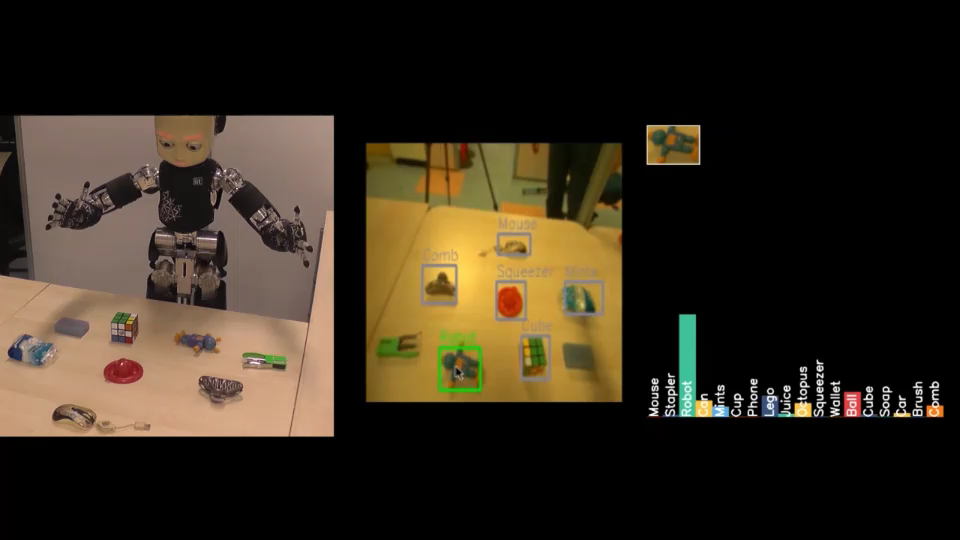 Mouse
Comb
Squeezer
Mints
Cube
Robot
Mouse
Stapler
Robot
Can
Mints
Cup
Phone
Lego
Juice
Octopus
Squeezer
Wallet
Ball
Cube
Soap
Car
Brush
Comb